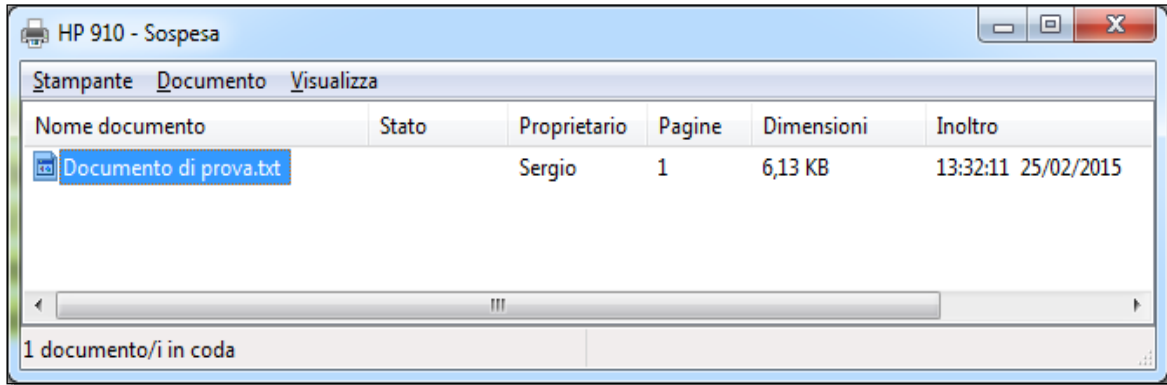 HP 910 - Sospesa
Stampante Documento Visualizza
Nome documento Stato Proprietario Pagine Dimensioni Inoltro
Documento di prova.txt Sergio 1 6,13 KB 13:32:11 25/02/2015
1 documento/i in coda